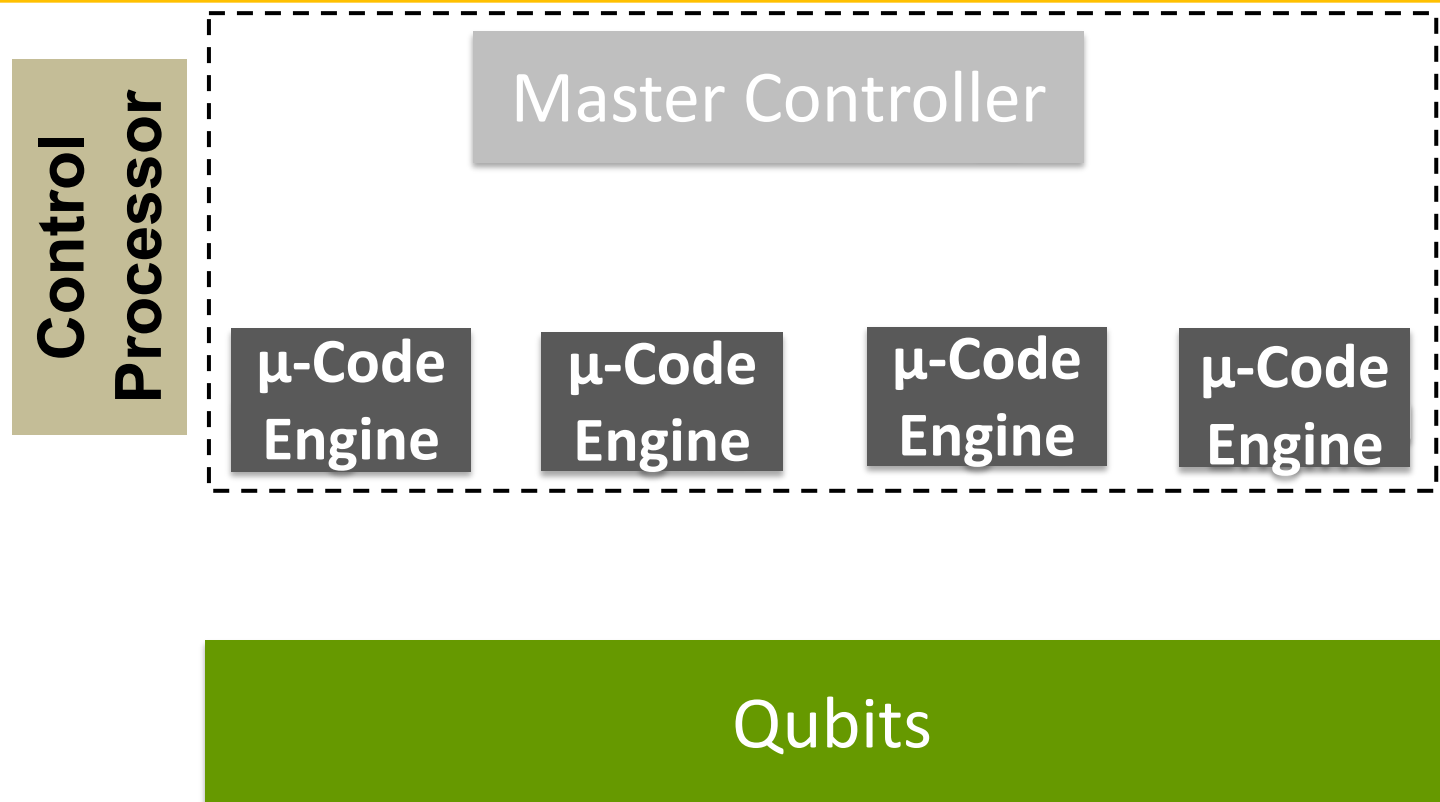 Control
Processor
Master Controller
µ-Code
Engine
µ-Code
Engine
µ-Code
Engine
µ-Code
Engine
Qubits